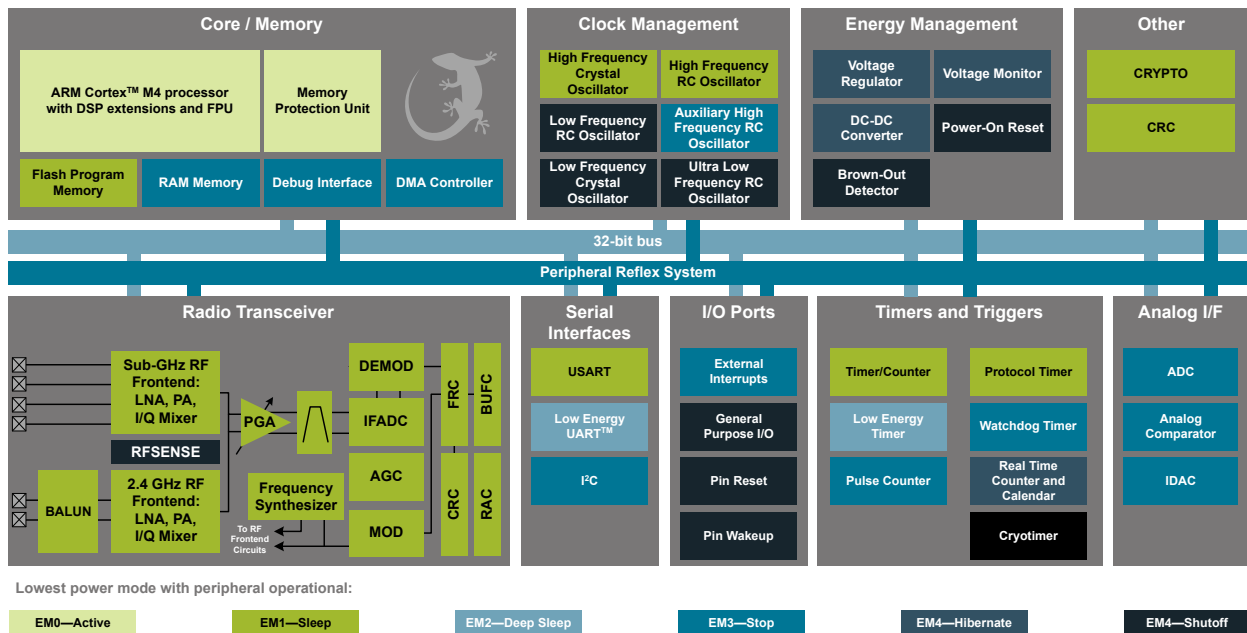 Core / Memory
ARM Cortex™ M4 processor
with DSP extensions and FPU
Memory
Protection Unit
Flash Program
Memory
RAM Memory
Debug Interface
DMA Controller
Clock Management
High Frequency
Crystal
Oscillator
High Frequency
RC Oscillator
Low Frequency
RC Oscillator
Auxiliary High
Frequency RC
Oscillator
Low Frequency
Crystal
Oscillator
Ultra Low
Frequency RC
Oscillator
Energy Management
Voltage
Regulator
Voltage Monitor
DC-DC
Converter
Power-On Reset
Brown-Out
Detector
Other
CRYPTO
CRC
32-bit bus
Peripheral Reflex System
Radio Transceiver
Sub-GHz RF
Frontend:
LNA, PA,
I/Q Mixer
RFSENSE
BALUN
2.4 GHz RF
Frontend:
LNA, PA,
I/Q Mixer
PGA
Frequency
Synthesizer
To RF
Frontend
Circuits
DEMOD
IFADC
AGC
MOD
FRC
BUFC
CRC
RAC
Serial
Interfaces
USART
Low Energy
UART™
I²C
I/O Ports
External
Interrupts
General
Purpose I/O
Pin Reset
Pin Wakeup
Timers and Triggers
Timer/Counter
Protocol Timer
Low Energy
Timer
Watchdog Timer
Pulse Counter
Real Time
Counter and
Calendar
Cryotimer
Analog I/F
ADC
Analog
Comparator
IDAC
Lowest power mode with peripheral operational:
EM0—Active
EM1—Sleep
EM2—Deep Sleep
EM3—Stop
EM4—Hibernate
EM4—Shutoff